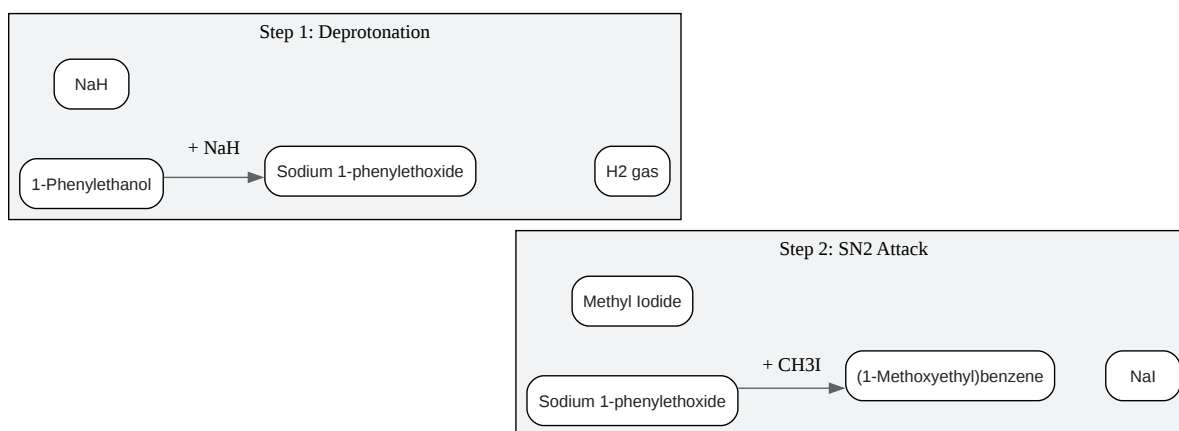 Step 1: Deprotonation
NaH
+ NaH
1-Phenylethanol
Sodium 1-phenylethoxide
H2 gas
Step 2: SN2 Attack
Methyl Iodide
+ CH3I
Sodium 1-phenylethoxide
(1-Methoxyethyl)benzene
NaI